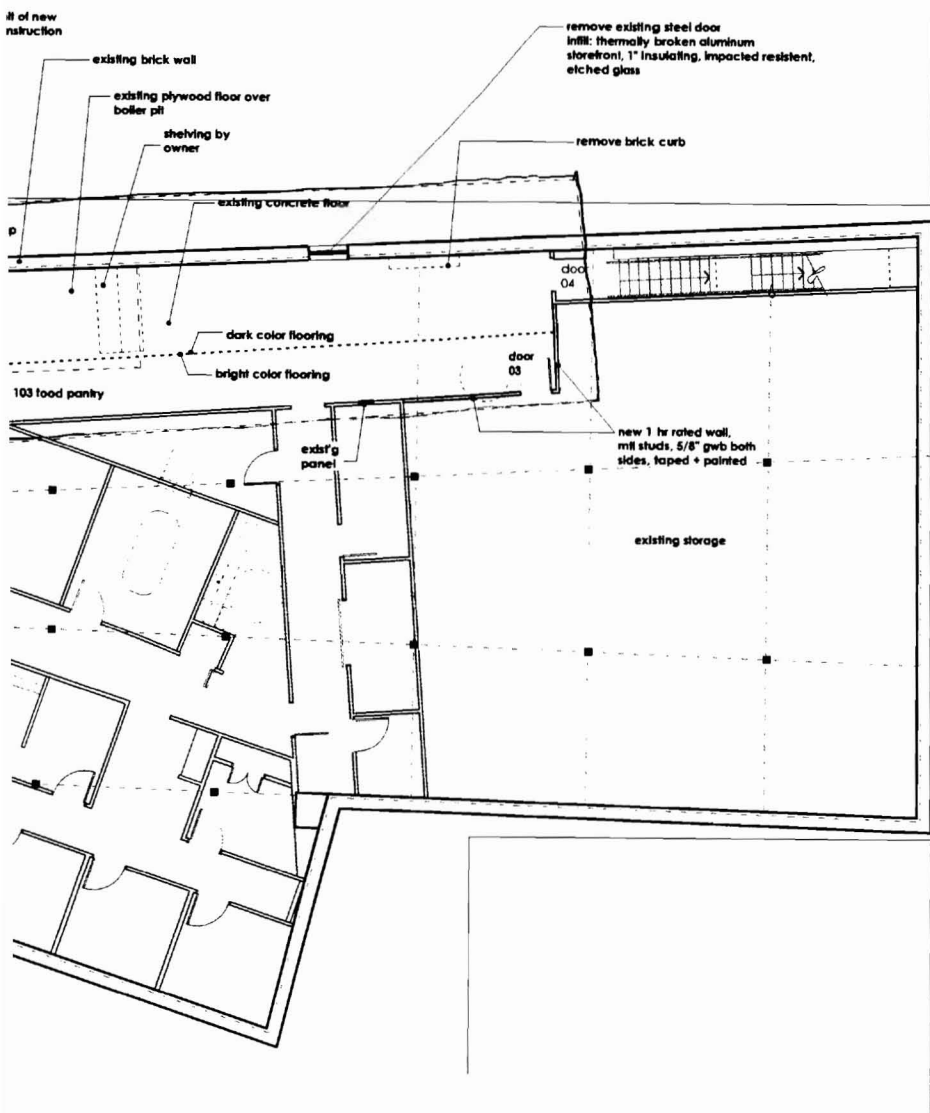 nstruction
existing brick wall
existing plywood floor over
boiler pit
shelving by
owner
existing concrete floor
remove existing steel door
infill: thermally broken aluminum
storefront, 1" insulating, impacted resistent,
etched glass
remove brick curb
p
door
04
dark color flooring
bright color flooring
door
03
103 food pantry
exist'g
panel
new 1 hr rated wall,
mtl studs, 5/8" gwb both
sides, taped + painted
existing storage